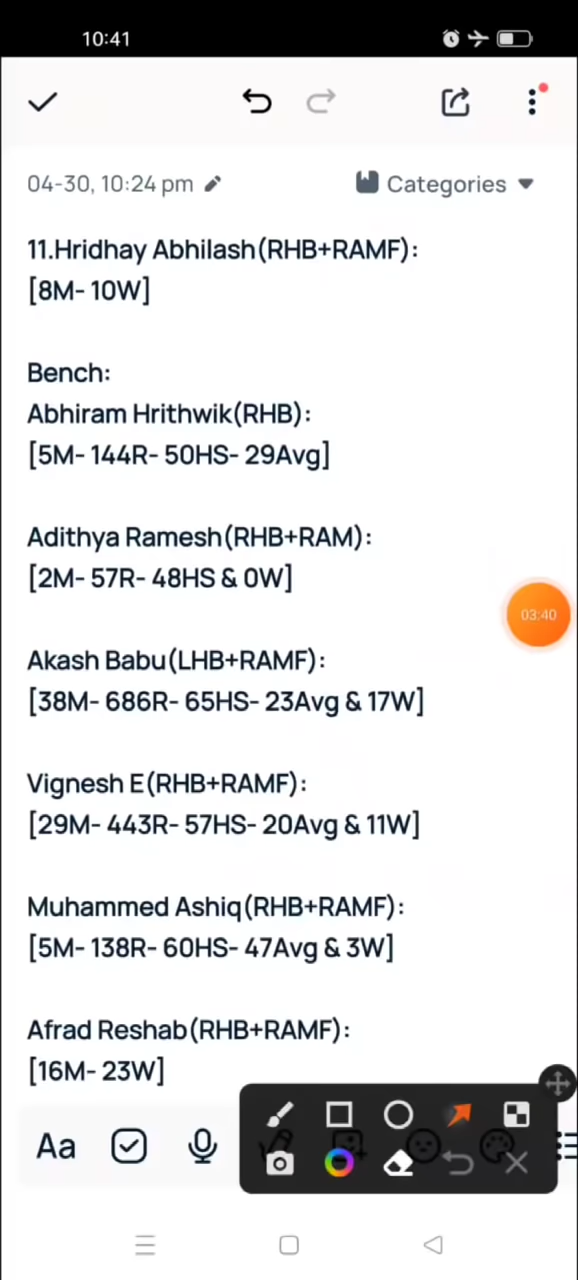 10:41
04-30, 10:24 pm
Categories
11.Hridhay Abhilash(RHB+RAMF):
[8M- 10W]
Bench:
Abhiram Hrithwik(RHB):
[5M- 144R- 50HS- 29Avg]
Adithya Ramesh(RHB+RAM):
[2M- 57R- 48HS & 0W]
03:40
Akash Babu(LHB+RAMF):
[38M- 686R- 65HS- 23Avg & 17W]
Vignesh E(RHB+RAMF):
[29M- 443R- 57HS- 20Avg & 11W]
Muhammed Ashiq(RHB+RAMF):
[5M- 138R- 60HS- 47Avg & 3W]
Afrad Reshab(RHB+RAMF):
[16M- 23W]
Aa